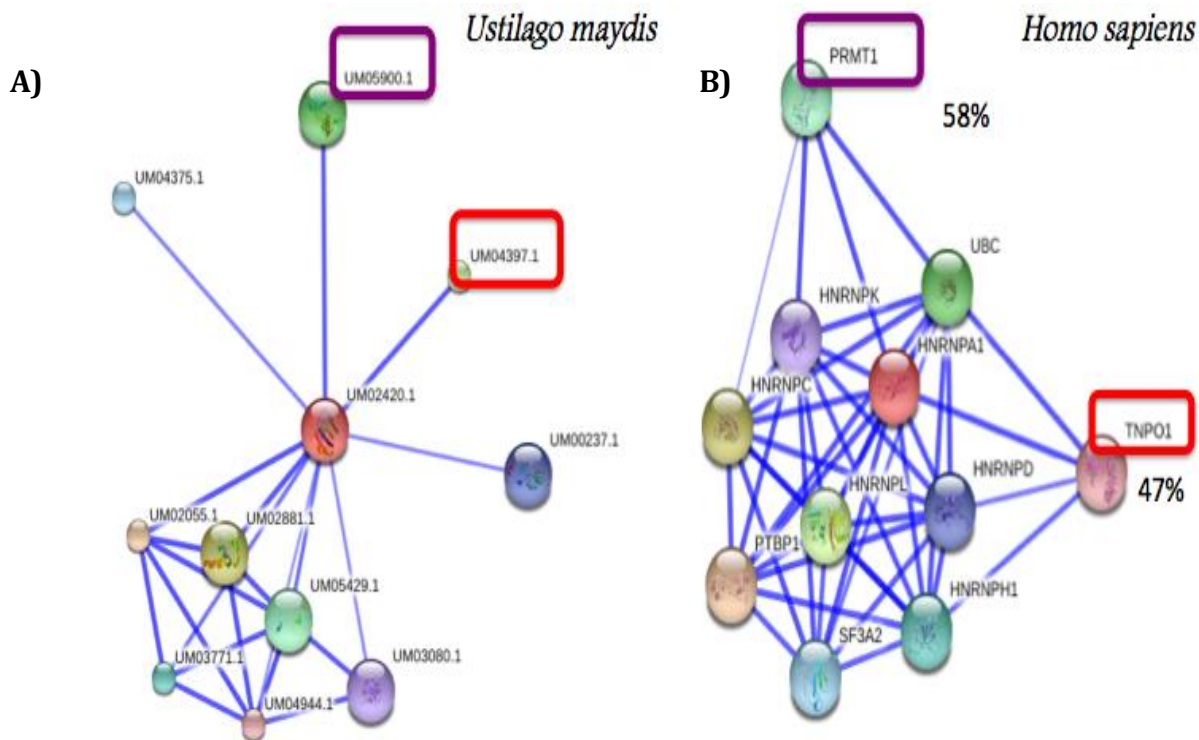 Ustilago maydis
A)
UM05900.1
UM04375.1
UM04397.1
UM02420.1
UM00237.1
UM02055.1
UM02881.1
UM05429.1
UM03771.1
UM03080.1
UM04944.1
Homo sapiens
B)
PRMT1
58%
UBC
HNRNPK
HNRNPA1
HNRNPC
TNPO1
HNRNPD
HNRNPL
47%
PTBP1
HNRNPH1
SF3A2